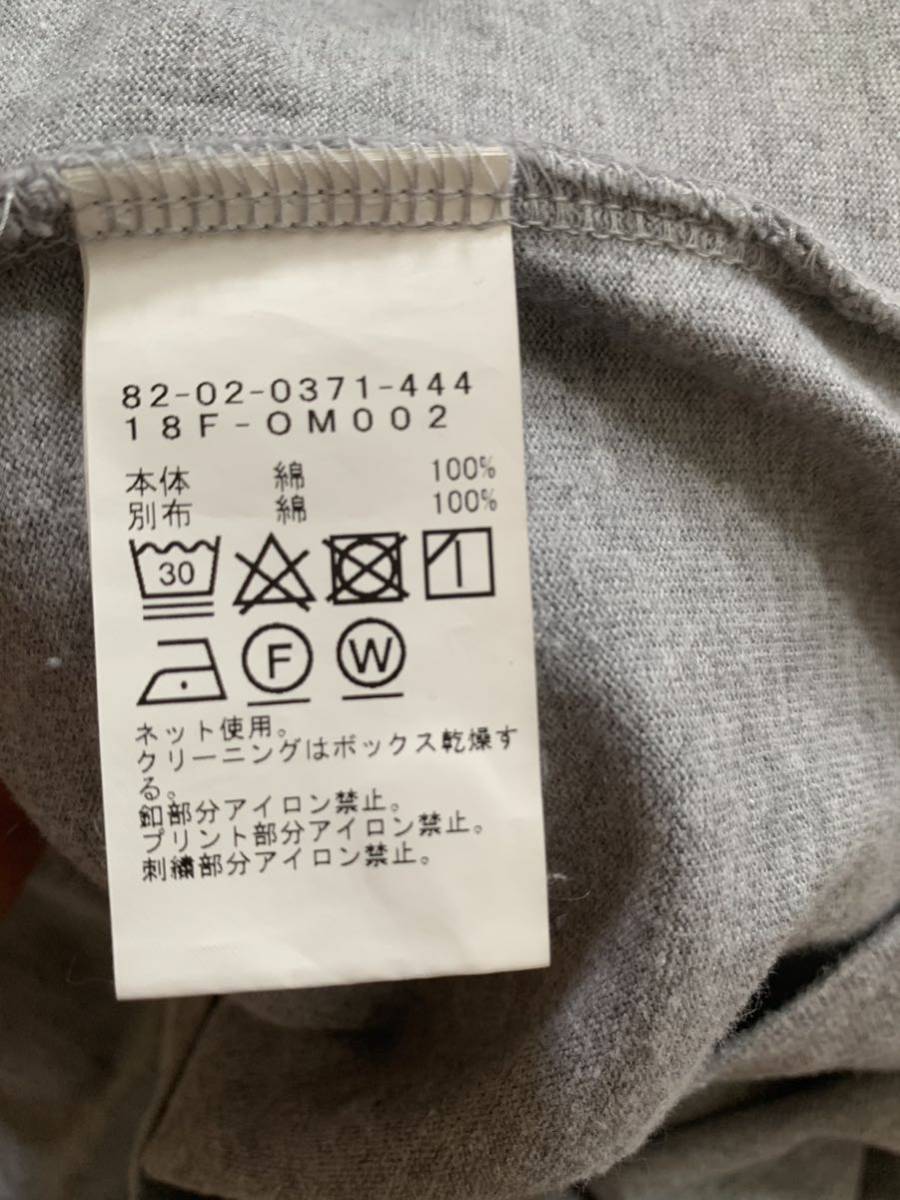 82-02-0371-444
18F-OM002
本体 綿 100%
別布 綿 100%
30
F W
ネット使用。
クリーニングはボックス乾燥す
る。
釦部分アイロン禁止。
プリント部分アイロン禁止。
刺繍部分アイロン禁止。